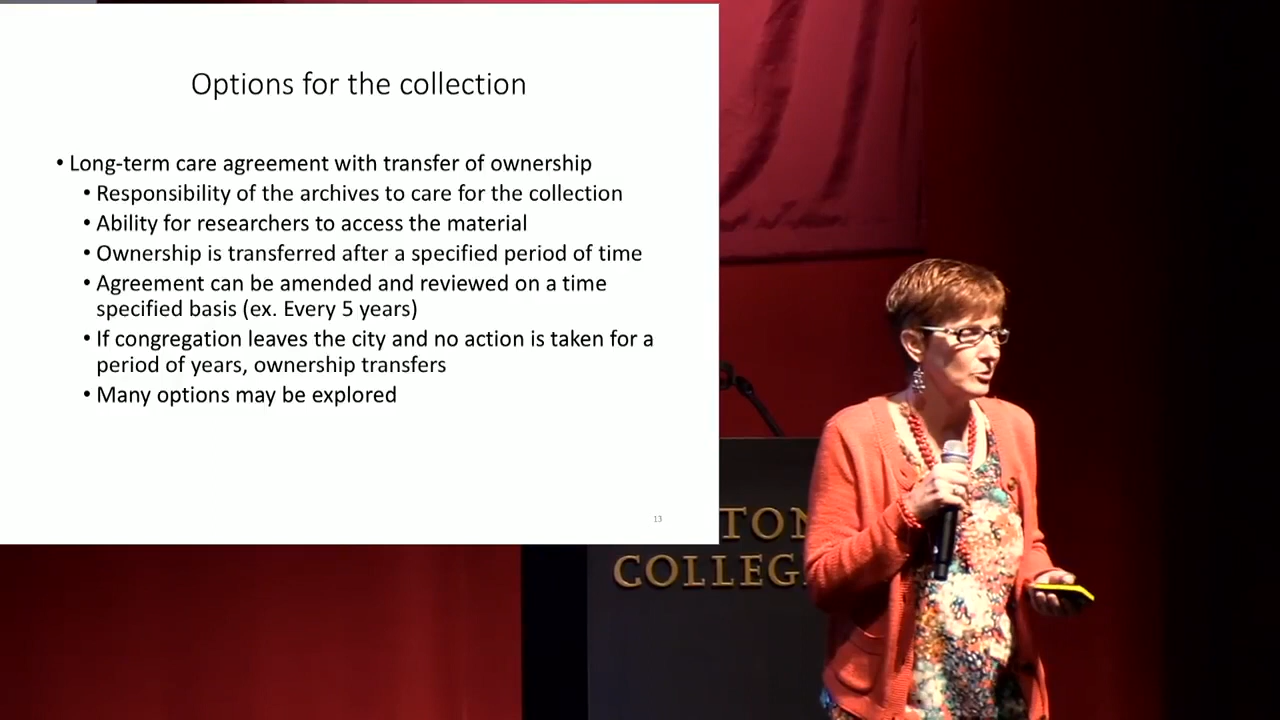 Options for the collection
• Long-term care agreement with transfer of ownership
• Responsibility of the archives to care for the collection
• Ability for researchers to access the material
• Ownership is transferred after a specified period of time
• Agreement can be amended and reviewed on a time
specified basis (ex. Every 5 years)
• If congregation leaves the city and no action is taken for a
period of years, ownership transfers
• Many options may be explored
13
TON
COLLEG